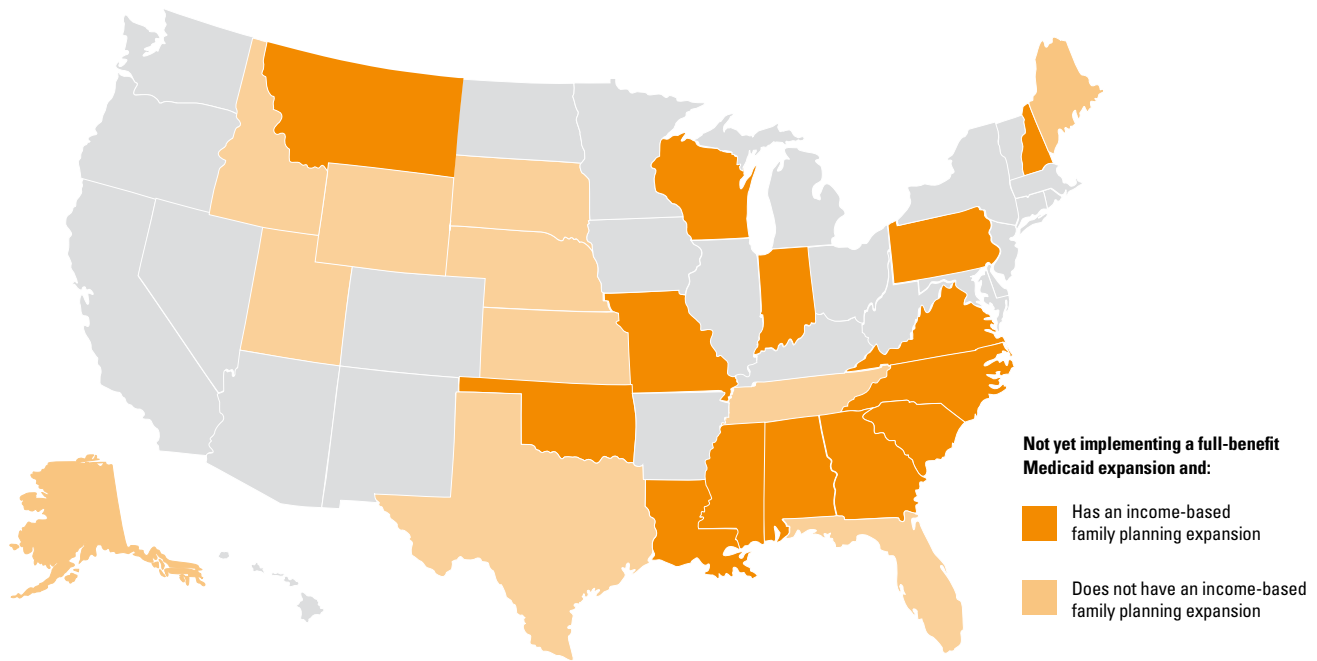 Not yet implementing a full-benefit
Medicaid expansion and:
Has an income-based
family planning expansion
Does not have an income-based
family planning expansion